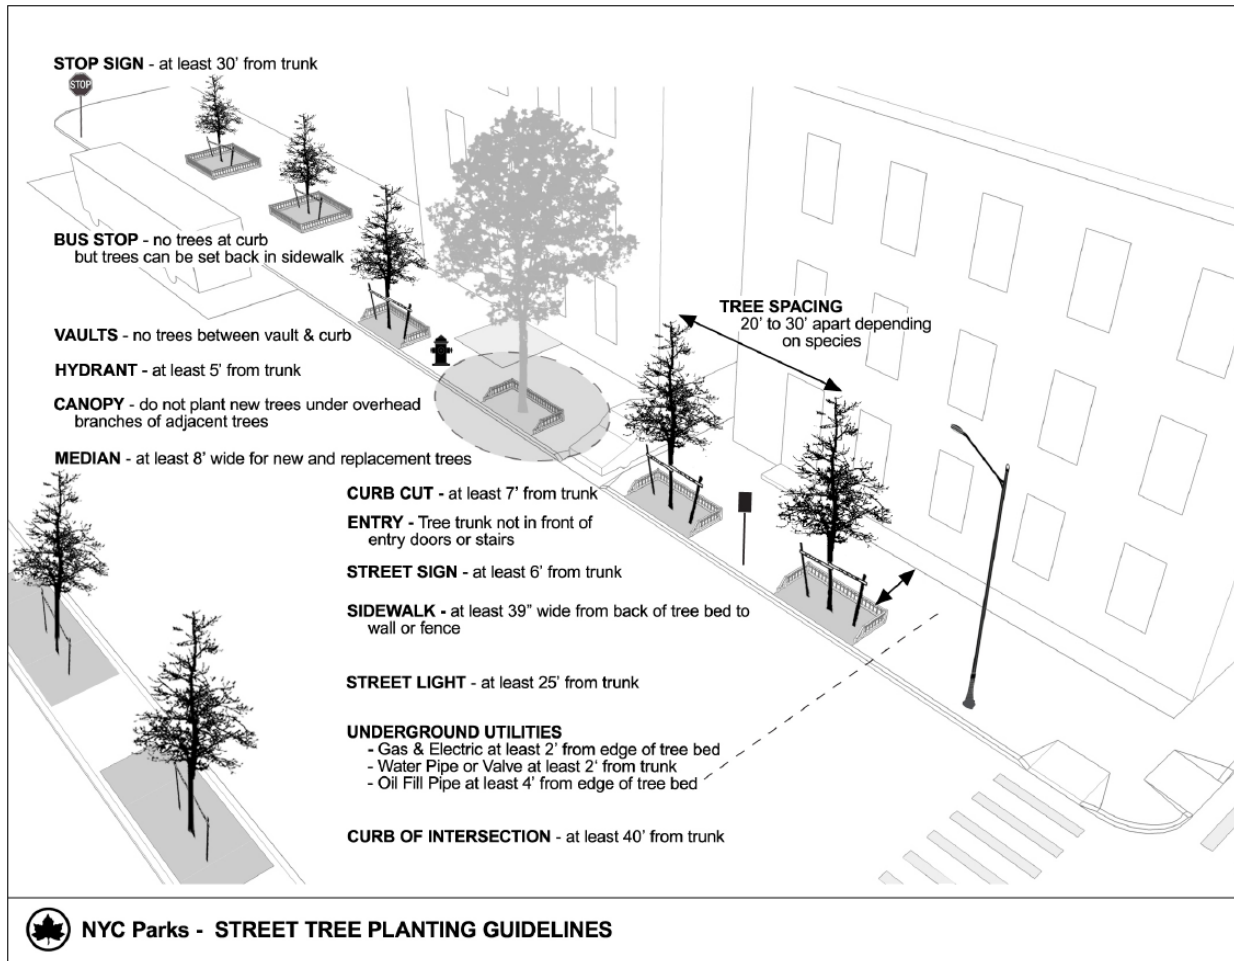 STOP SIGN - at least 30’ from trunk
STOP
BUS STOP - no trees at curb
but trees can be set back in sidewalk
VAULTS - no trees between vault & curb
HYDRANT - at least 5’ from trunk
CANOPY - do not plant new trees under overhead
branches of adjacent trees
MEDIAN - at least 8’ wide for new and replacement trees
TREE SPACING
20’ to 30’ apart depending
on species
CURB CUT - at least 7’ from trunk
ENTRY - Tree trunk not in front of
entry doors or stairs
STREET SIGN - at least 6’ from trunk
SIDEWALK - at least 39” wide from back of tree bed to
wall or fence
STREET LIGHT - at least 25’ from trunk
UNDERGROUND UTILITIES
- Gas & Electric at least 2’ from edge of tree bed
- Water Pipe or Valve at least 2‘ from trunk
- Oil Fill Pipe at least 4’ from edge of tree bed
CURB OF INTERSECTION - at least 40’ from trunk
NYC Parks - STREET TREE PLANTING GUIDELINES